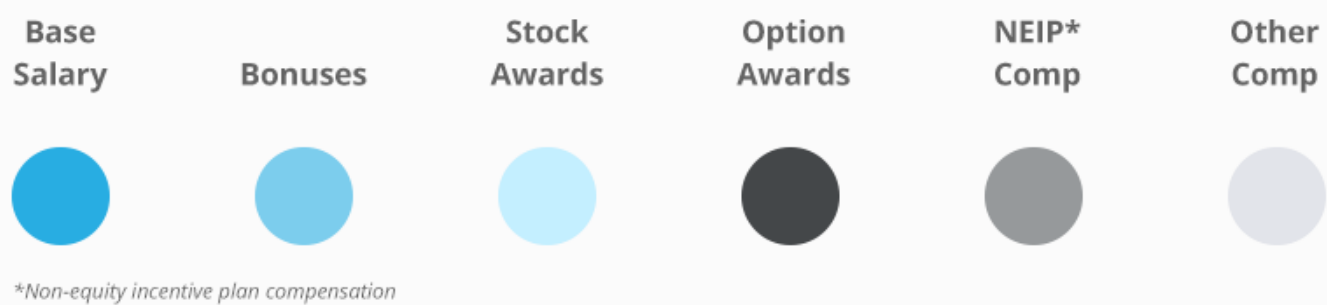 Base Salary
Bonuses
Stock Awards
Option Awards
NEIP* Comp
Other Comp
*Non-equity incentive plan compensation